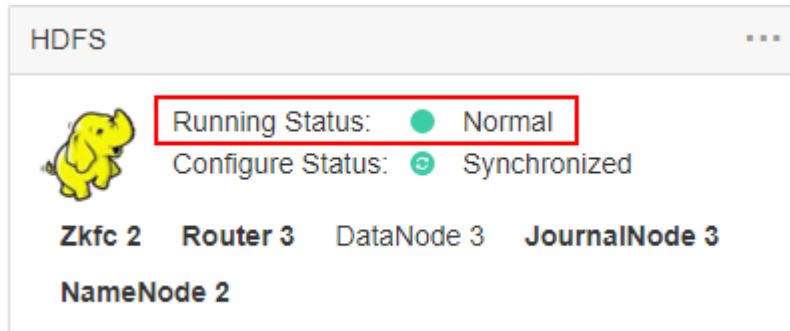 HDFS
Running Status: Normal
Configure Status: Synchronized
Zkfc 2 Router 3 DataNode 3 JournalNode 3
NameNode 2